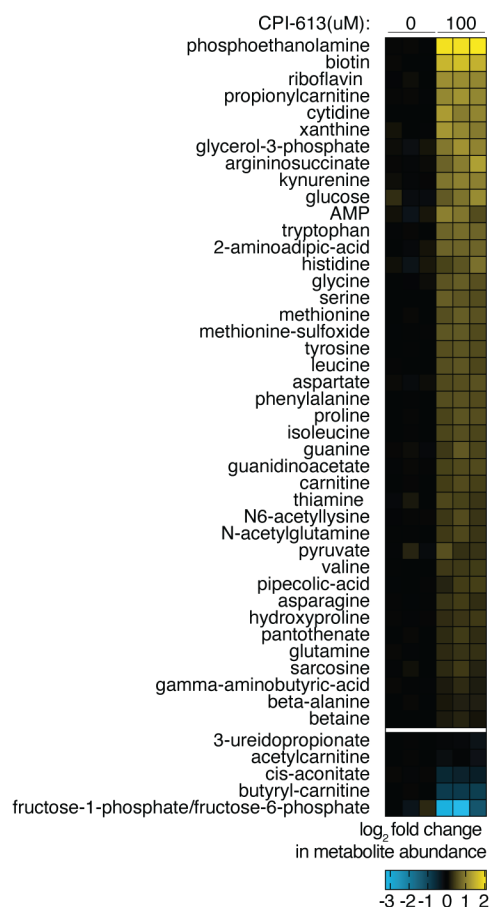 CPI-613(uM): 0 100
phosphoethanolamine
biotin
riboflavin
propionylcarnitine
cytidine
xanthine
glycerol-3-phosphate
argininosuccinate
kynurenine
glucose
AMP
tryptophan
2-aminoadipic-acid
histidine
glycine
serine
methionine
methionine-sulfoxide
tyrosine
leucine
aspartate
phenylalanine
proline
isoleucine
guanine
guanidinoacetate
carnitine
thiamine
N6-acetyllysine
N-acetylglutamine
pyruvate
valine
pipecolic-acid
asparagine
hydroxyproline
pantothenate
glutamine
sarcosine
gamma-aminobutyric-acid
beta-alanine
betaine
3-ureidopropionate
acetylcarnitine
cis-aconitate
butyryl-carnitine
fructose-1-phosphate/fructose-6-phosphate
log2 fold change
in metabolite abundance
-3 -2 -1 0 1 2